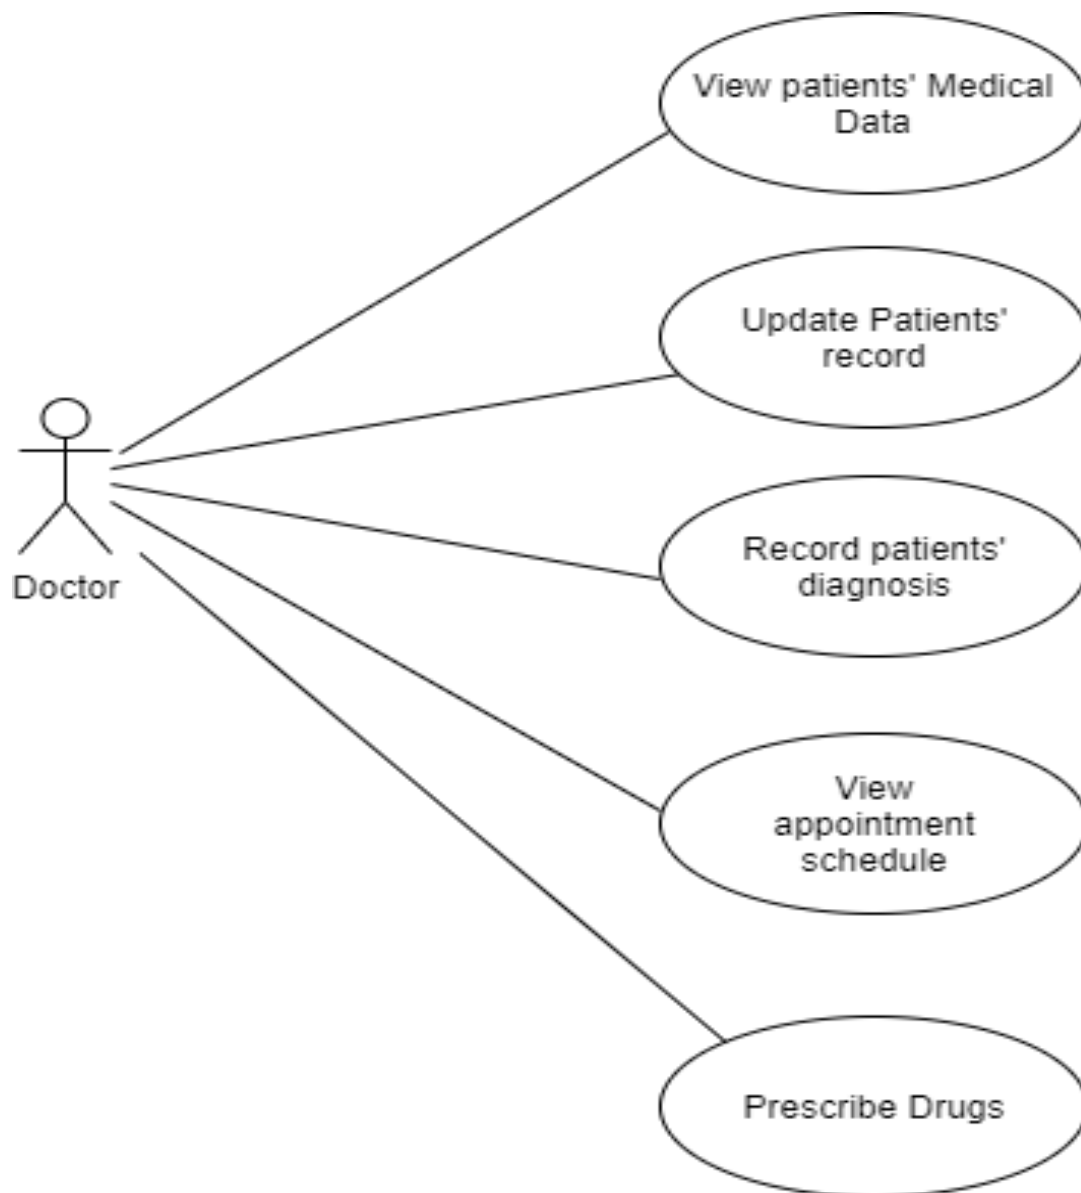 View patients' Medical
Data
Update Patients'
record
Doctor
Record patients'
diagnosis
View
appointment
schedule
Prescribe Drugs